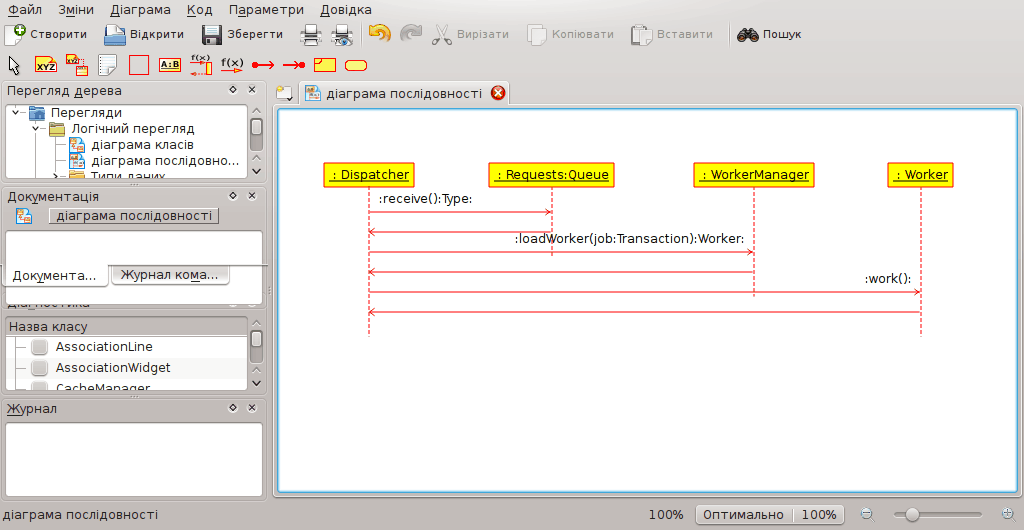 Файл Зміни Діаграма Код Параметри Довідка
Створити Відкрити Зберегти Вирізати Копіювати Вставити Пошук
XYZ XYZ A:B f(x) f(x)
Перегляд дерева
Перегляди
Логічний перегляд
діаграма класів
діаграма послідовно...
Типи даних
Документація
діаграма послідовності
Документа... Журнал кома...
Діагностика
Назва класу
AssociationLine
AssociationWidget
CacheManager
Журнал
діаграма послідовності
: Dispatcher : Requests:Queue : WorkerManager : Worker
:receive():Type:
:loadWorker(job:Transaction):Worker:
:work():
діаграма послідовності 100% Оптимально 100%